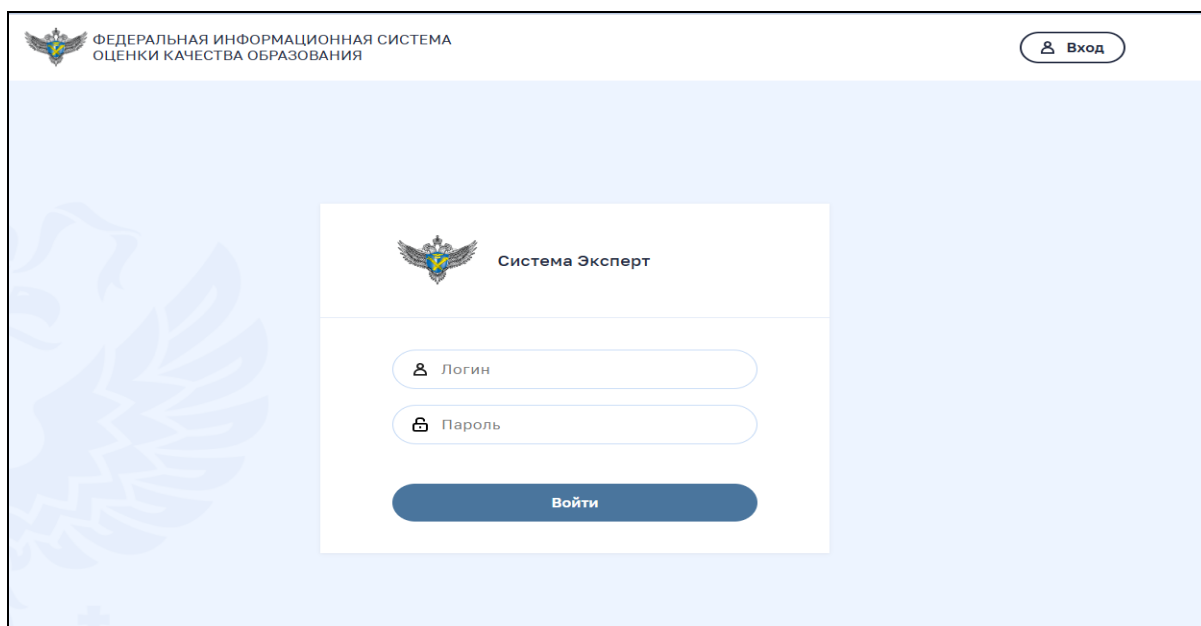 ФЕДЕРАЛЬНАЯ ИНФОРМАЦИОННАЯ СИСТЕМА
ОЦЕНКИ КАЧЕСТВА ОБРАЗОВАНИЯ
Вход
Система Эксперт
Логин
Пароль
Войти